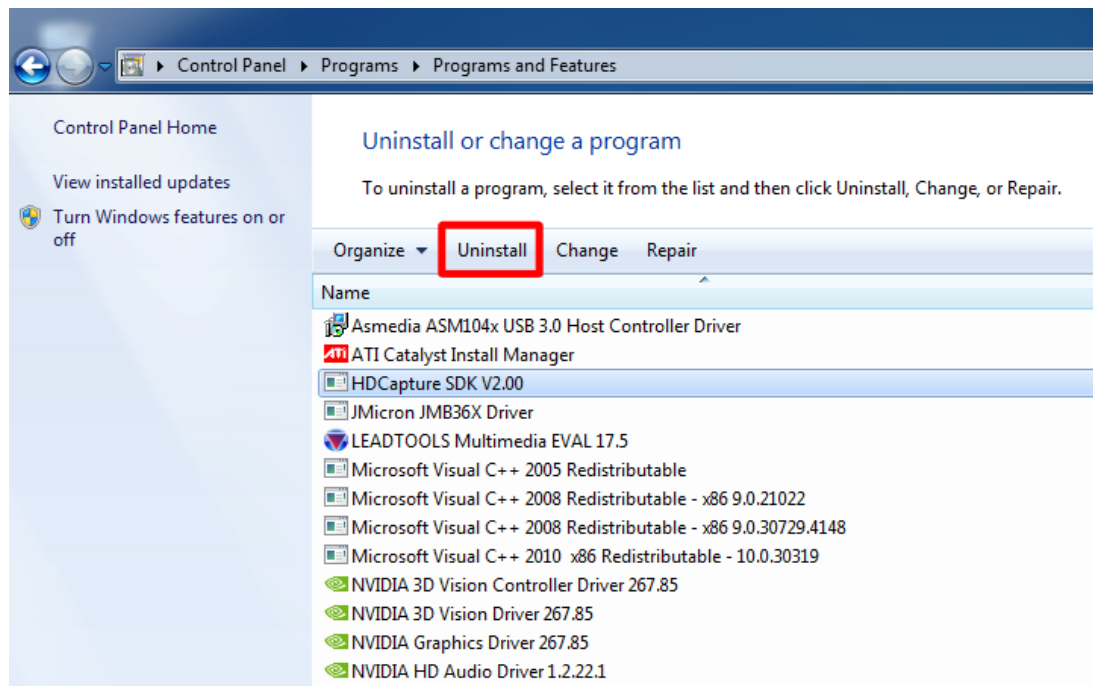 Control Panel Programs Programs and Features
Control Panel Home
View installed updates
Turn Windows features on or
off
Uninstall or change a program
To uninstall a program, select it from the list and then click Uninstall, Change, or Repair.
Organize Uninstall Change Repair
Name
Asmedia ASM104x USB 3.0 Host Controller Driver
ATI ATI Catalyst Install Manager
HDCapture SDK V2.00
JMicron JMB36X Driver
LEADTOOLS Multimedia EVAL 17.5
Microsoft Visual C++ 2005 Redistributable
Microsoft Visual C++ 2008 Redistributable - x86 9.0.21022
Microsoft Visual C++ 2008 Redistributable - x86 9.0.30729.4148
Microsoft Visual C++ 2010  x86 Redistributable - 10.0.30319
NVIDIA 3D Vision Controller Driver 267.85
NVIDIA 3D Vision Driver 267.85
NVIDIA Graphics Driver 267.85
NVIDIA HD Audio Driver 1.2.22.1